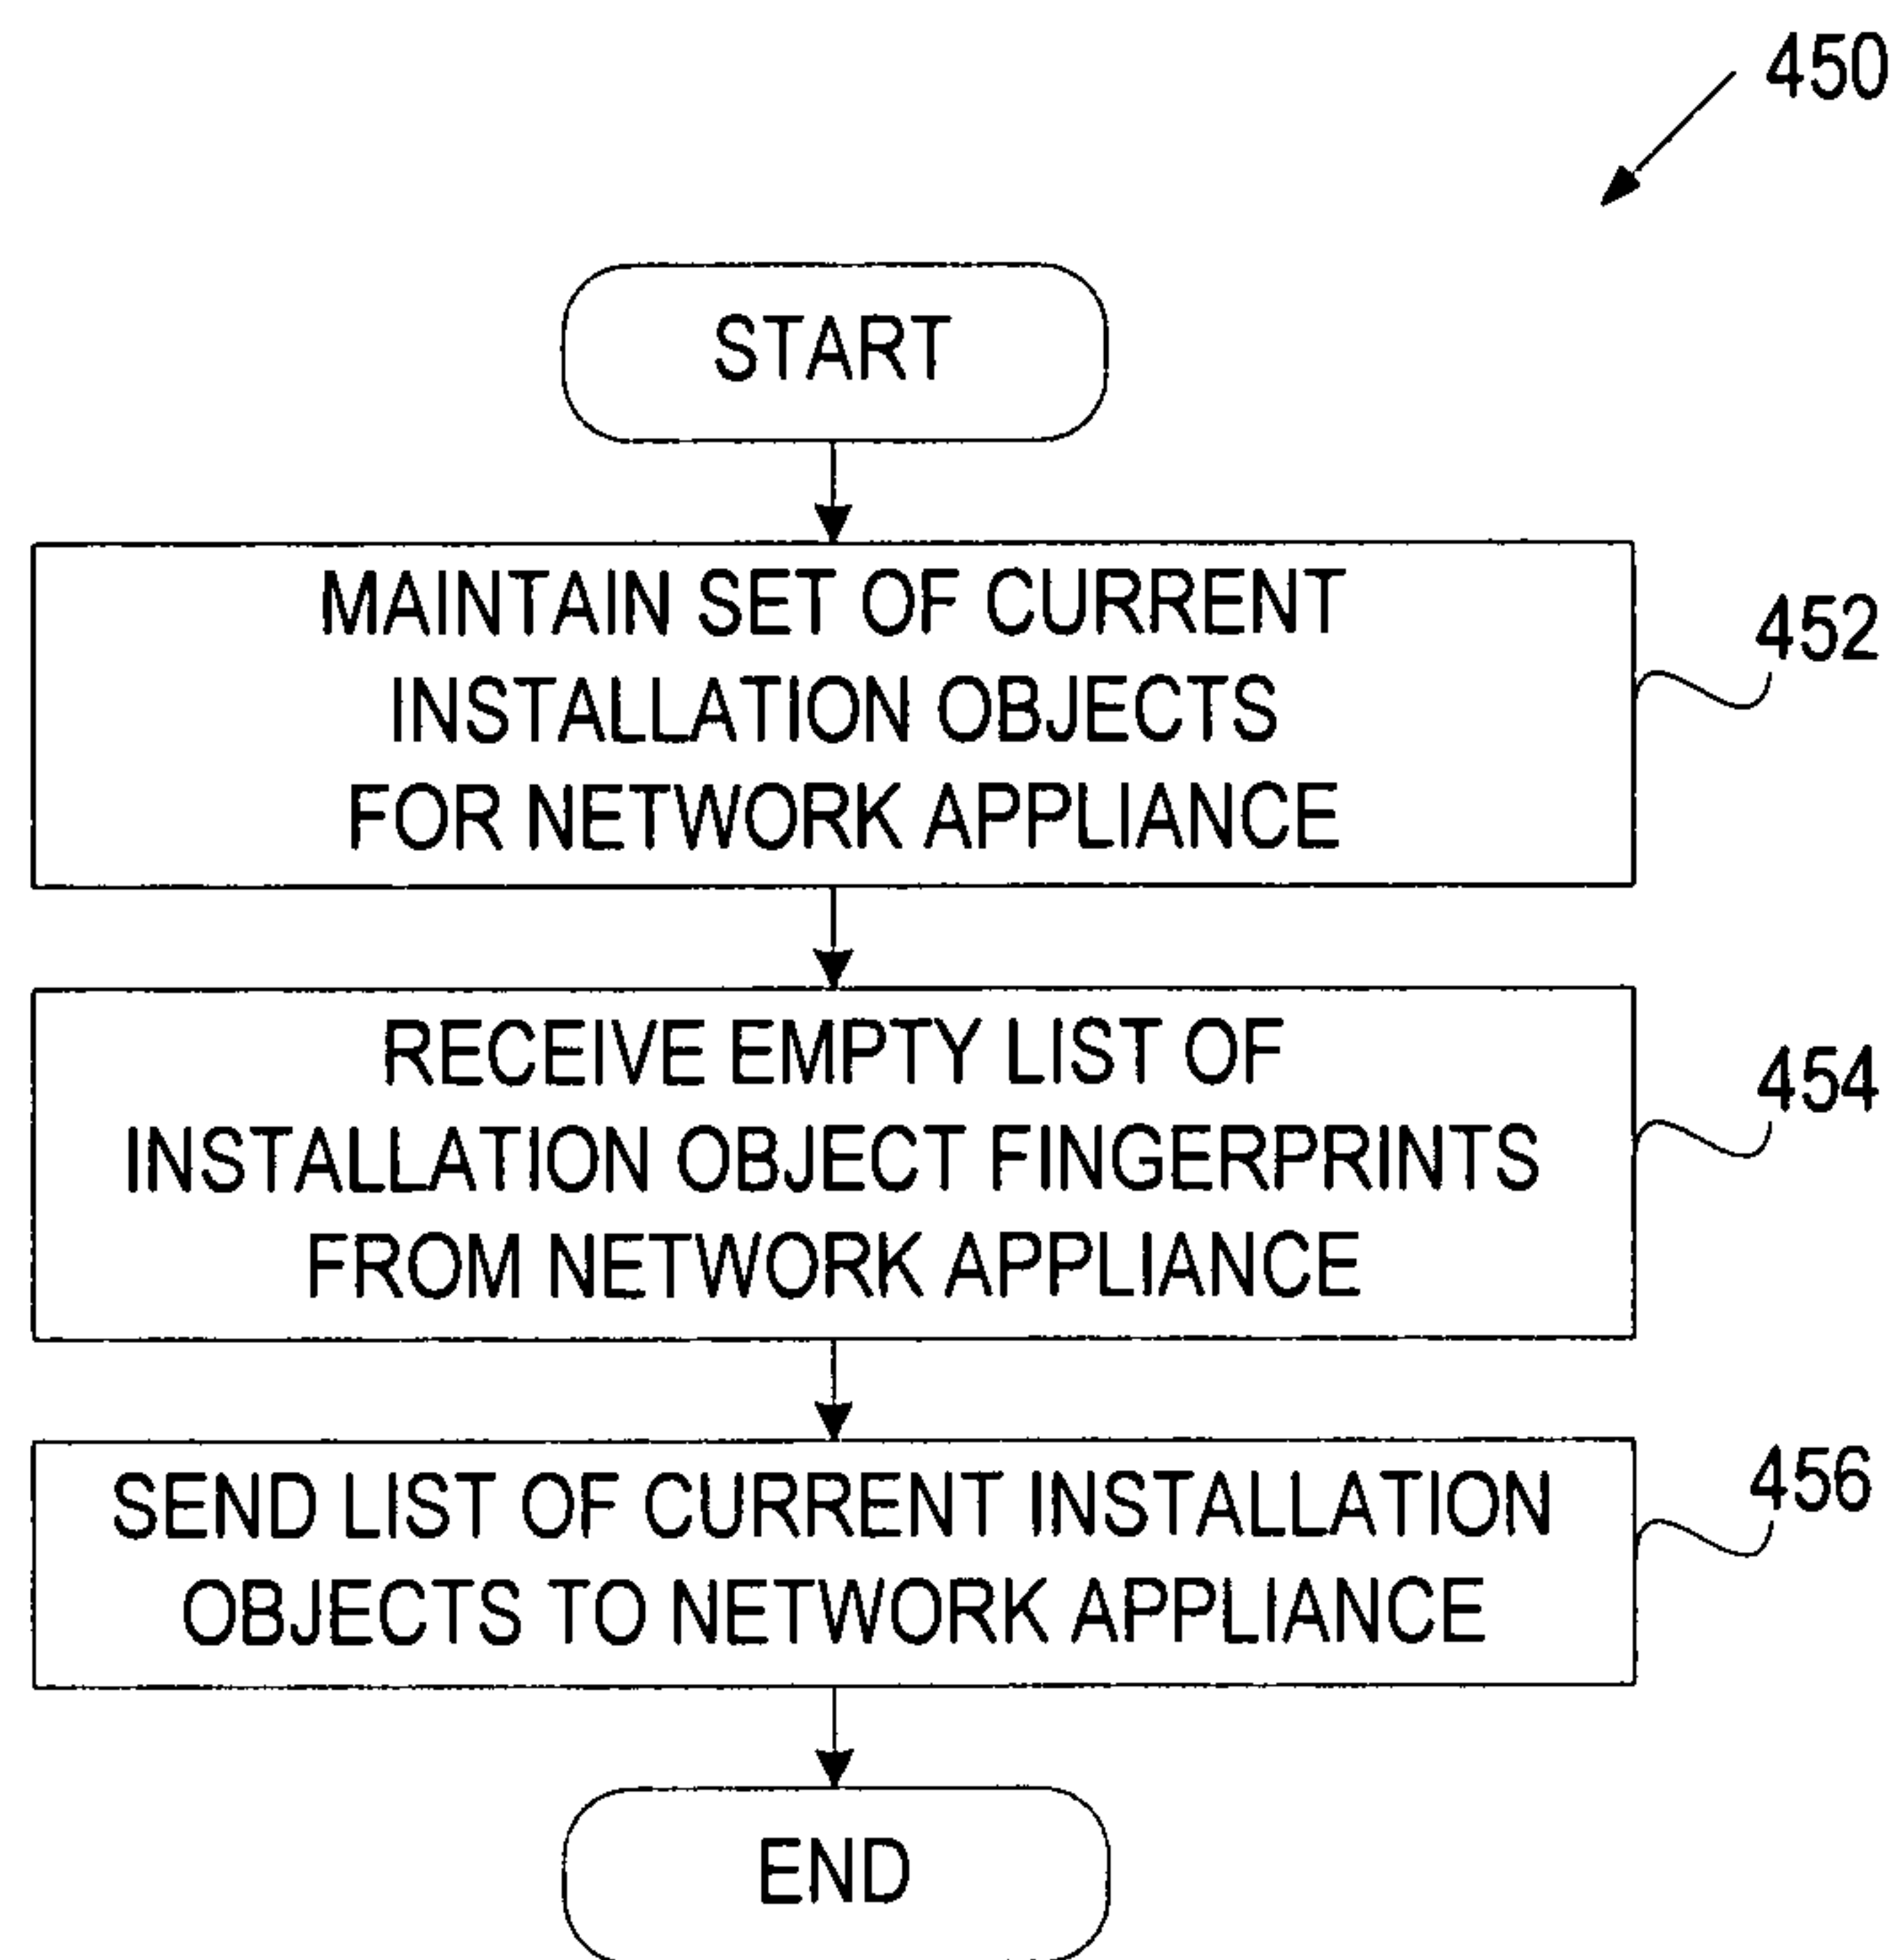 450
START
MAINTAIN SET OF CURRENT
INSTALLATION OBJECTS
FOR NETWORK APPLIANCE
452
RECEIVE EMPTY LIST OF
INSTALLATION OBJECT FINGERPRINTS
FROM NETWORK APPLIANCE
454
SEND LIST OF CURRENT INSTALLATION
OBJECTS TO NETWORK APPLIANCE
456
END